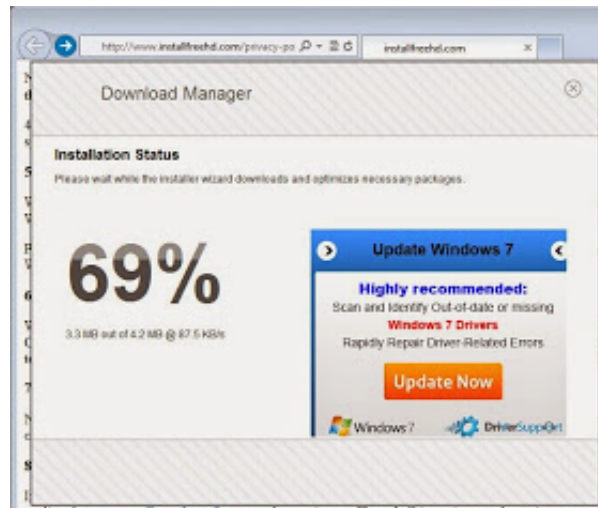 http://www.installfreehd.com/privacy-po
installfreehd.com
Download Manager
Installation Status
Please wait while the installer wizard downloads and optimizes necessary packages.
69%
3.3 MB out of 4.2 MB @ 87.5 KB/s
Update Windows 7
Highly recommended:
Scan and Identify Out-of-date or missing
Windows 7 Drivers
Rapidly Repair Driver-Related Errors
Update Now
Windows 7
DriverSupport